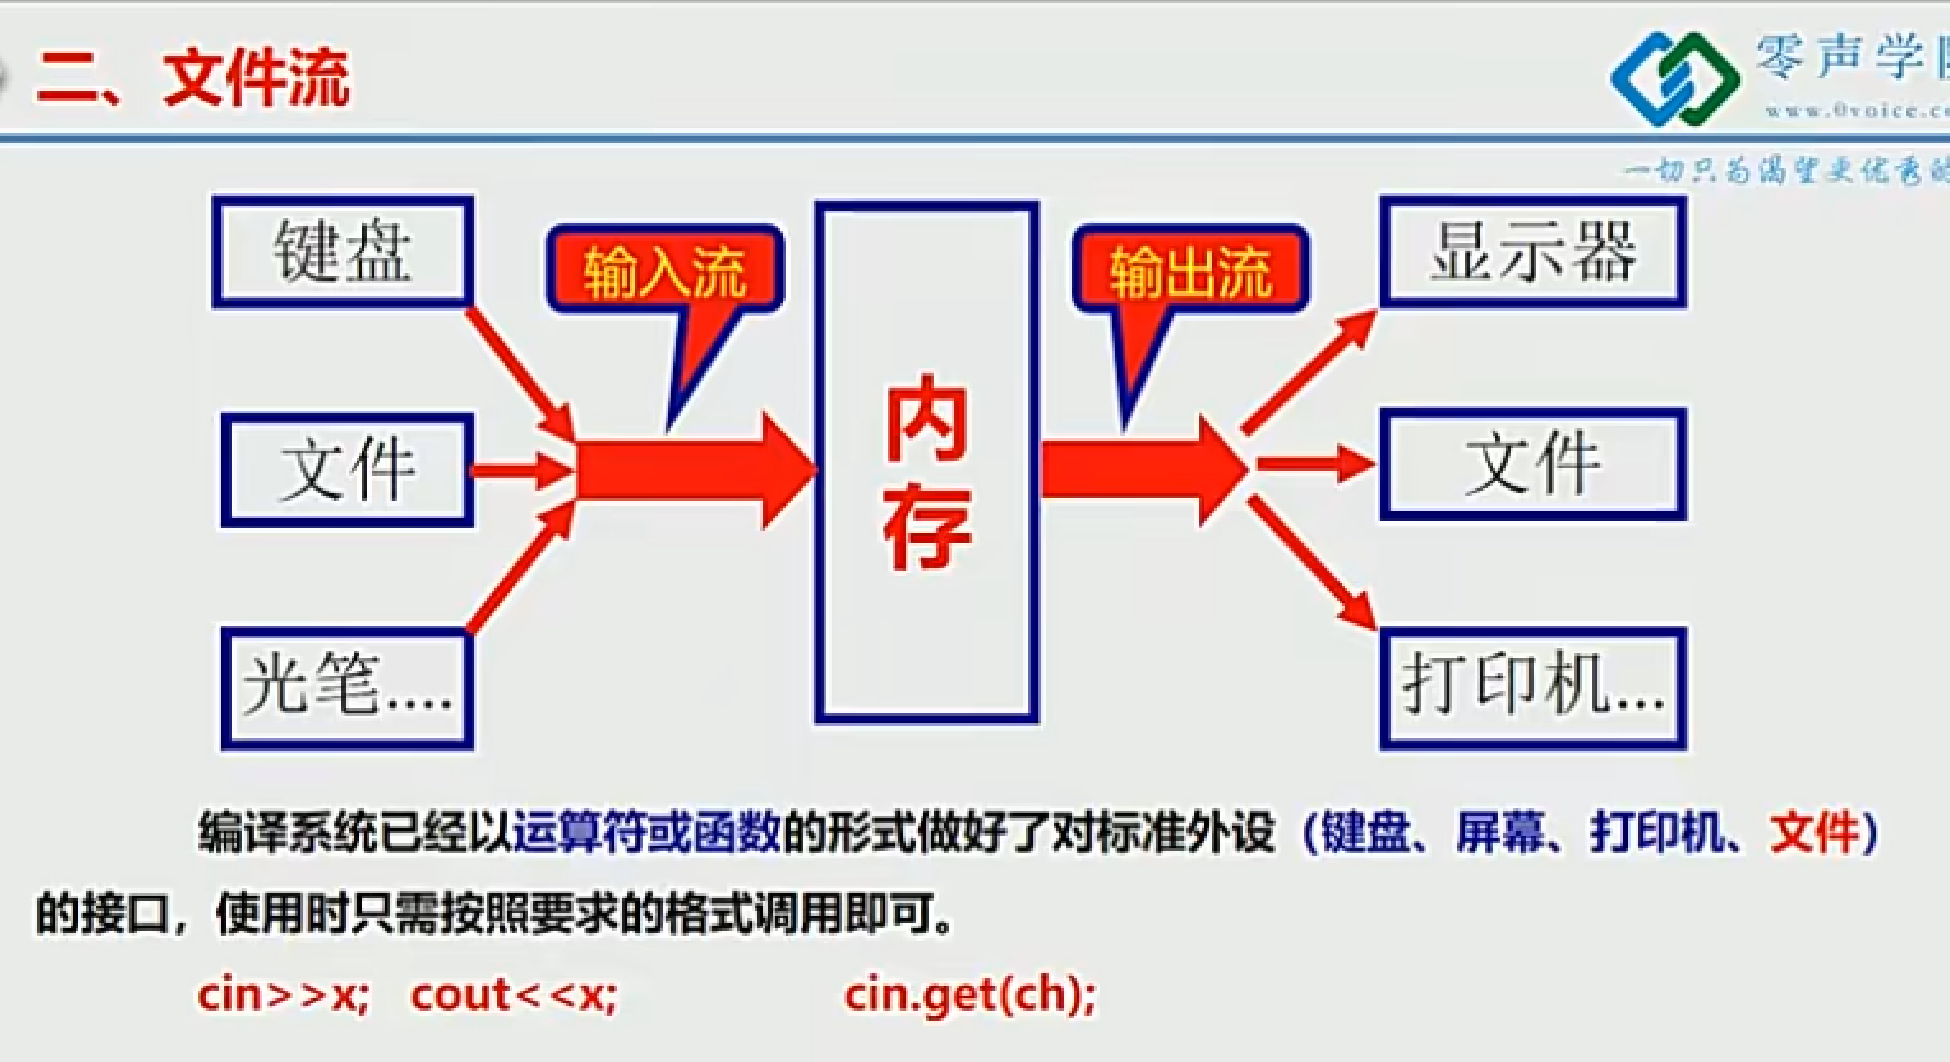 二、文件流
零声学
www.0voice.c
一切只为渴望更优秀的
键盘
输入流
输出流
显示器
文件
内存
文件
光笔....
打印机...
编译系统已经以运算符或函数的形式做好了对标准外设（键盘、屏幕、打印机、文件）
的接口，使用时只需按照要求的格式调用即可。
cin>>x; cout<<x; cin.get(ch);